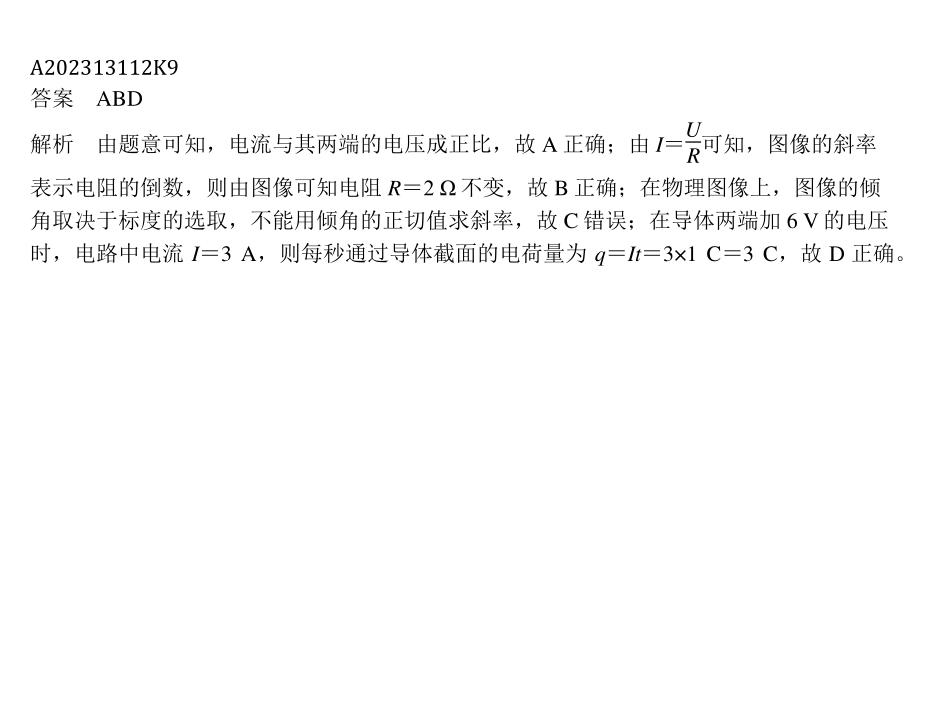 A202313112K9
答案　ABD
解析　由题意可知，电流与其两端的电压成正比，故 A 正确；由 I＝U/R可知，图像的斜率
表示电阻的倒数，则由图像可知电阻 R＝2 Ω 不变，故 B 正确；在物理图像上，图像的倾
角取决于标度的选取，不能用倾角的正切值求斜率，故 C 错误；在导体两端加 6 V 的电压
时，电路中电流 I＝3 A，则每秒通过导体截面的电荷量为 q＝It＝3×1 C＝3 C，故 D 正确。